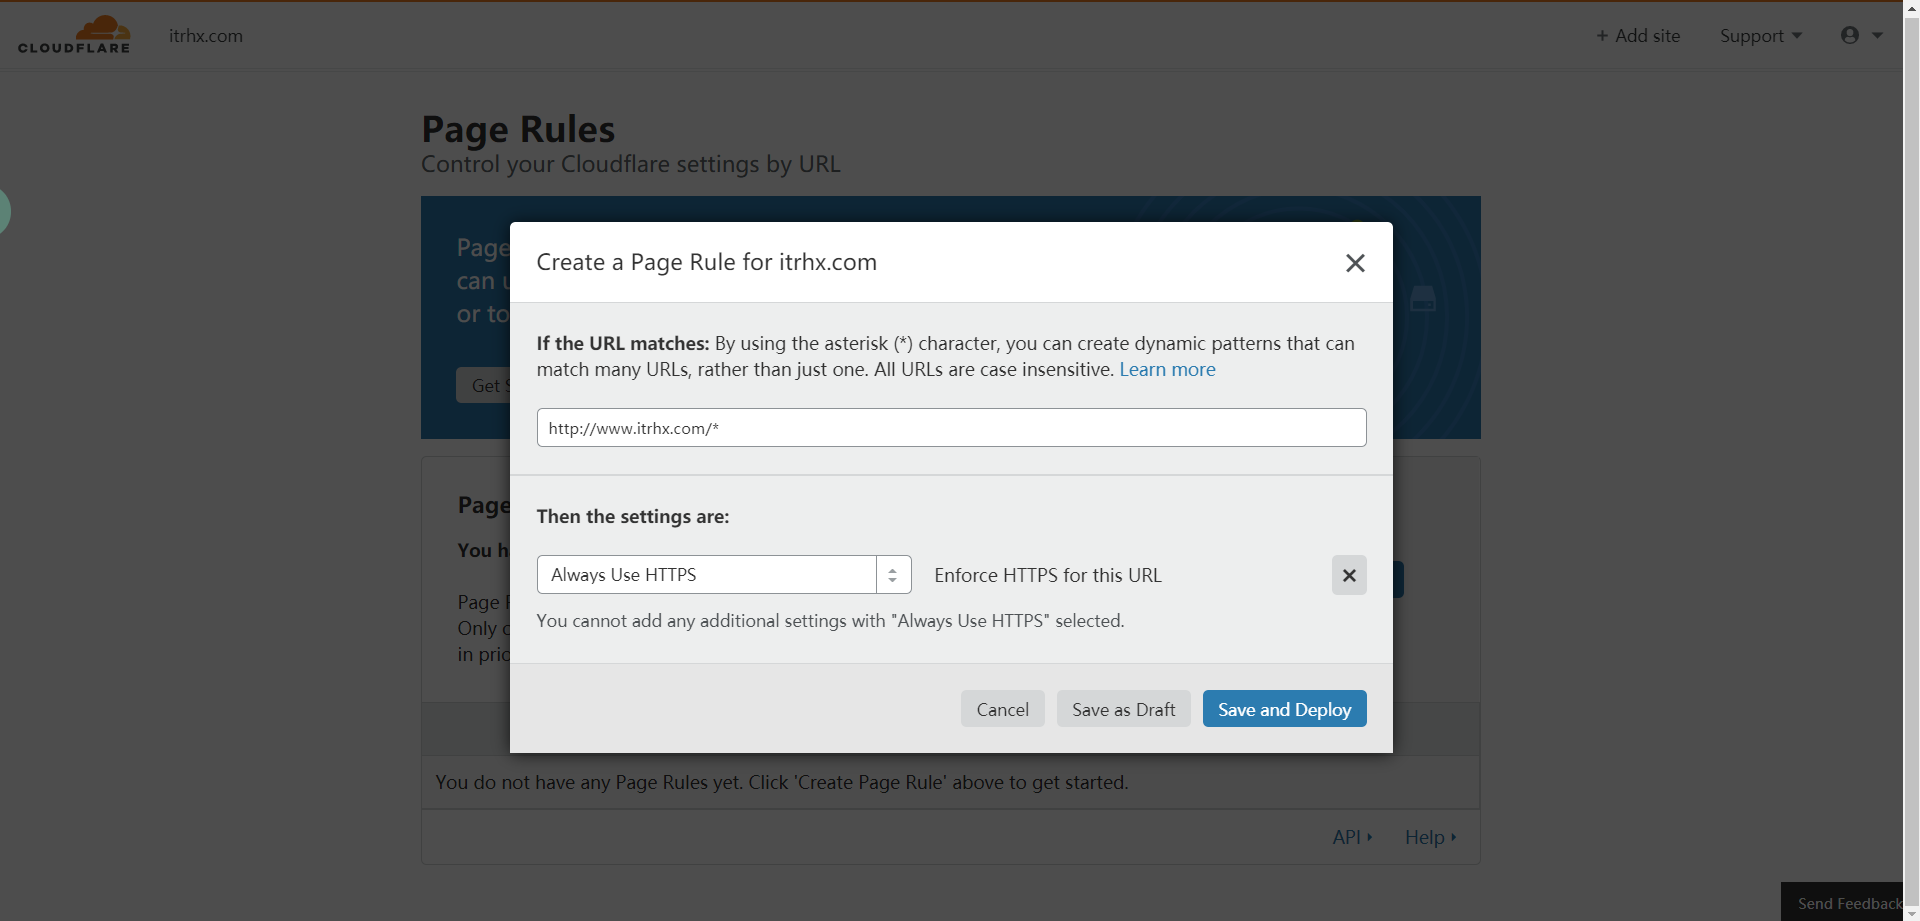 CLOUDFLARE
itrhx.com
+ Add site
Support
Page Rules
Control your Cloudflare settings by URL
Page
can
or to
Get
Create a Page Rule for itrhx.com
If the URL matches: By using the asterisk (*) character, you can create dynamic patterns that can
match many URLs, rather than just one. All URLs are case insensitive. Learn more
http://www.itrhx.com/*
Then the settings are:
Always Use HTTPS
Enforce HTTPS for this URL
You cannot add any additional settings with "Always Use HTTPS" selected.
Cancel
Save as Draft
Save and Deploy
Page
You
Page
Only
in
You do not have any Page Rules yet. Click 'Create Page Rule' above to get started.
API
Help
Send Feedback